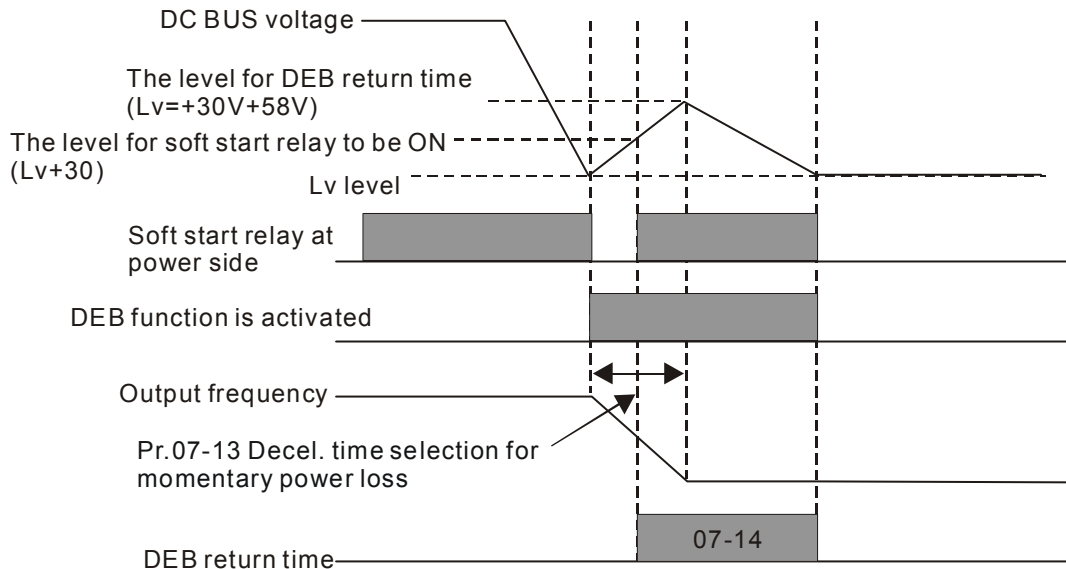 DC BUS voltage
The level for DEB return time
(Lv=+30V+58V)
The level for soft start relay to be ON
(Lv+30)
Lv level
Soft start relay at
power side
DEB function is activated
Output frequency
Pr.07-13 Decel. time selection for
momentary power loss
07-14
DEB return time